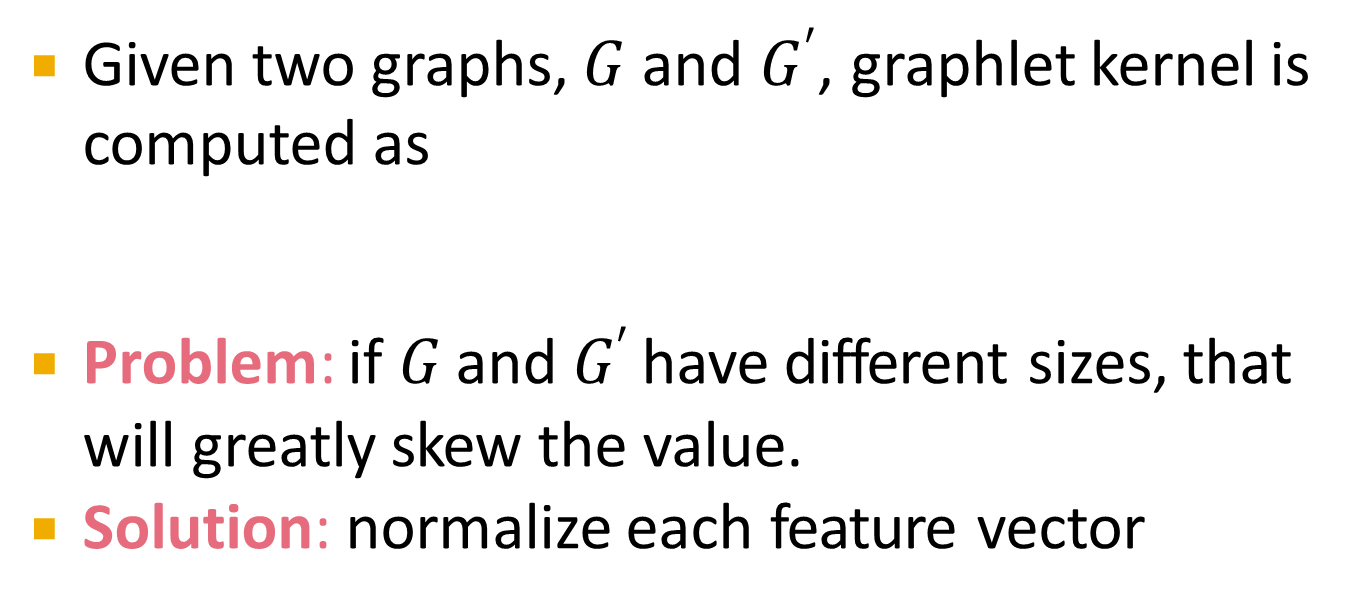 ▪ Given two graphs, G and G′, graphlet kernel is
computed as
▪ Problem: if G and G′ have different sizes, that
will greatly skew the value.
▪ Solution: normalize each feature vector